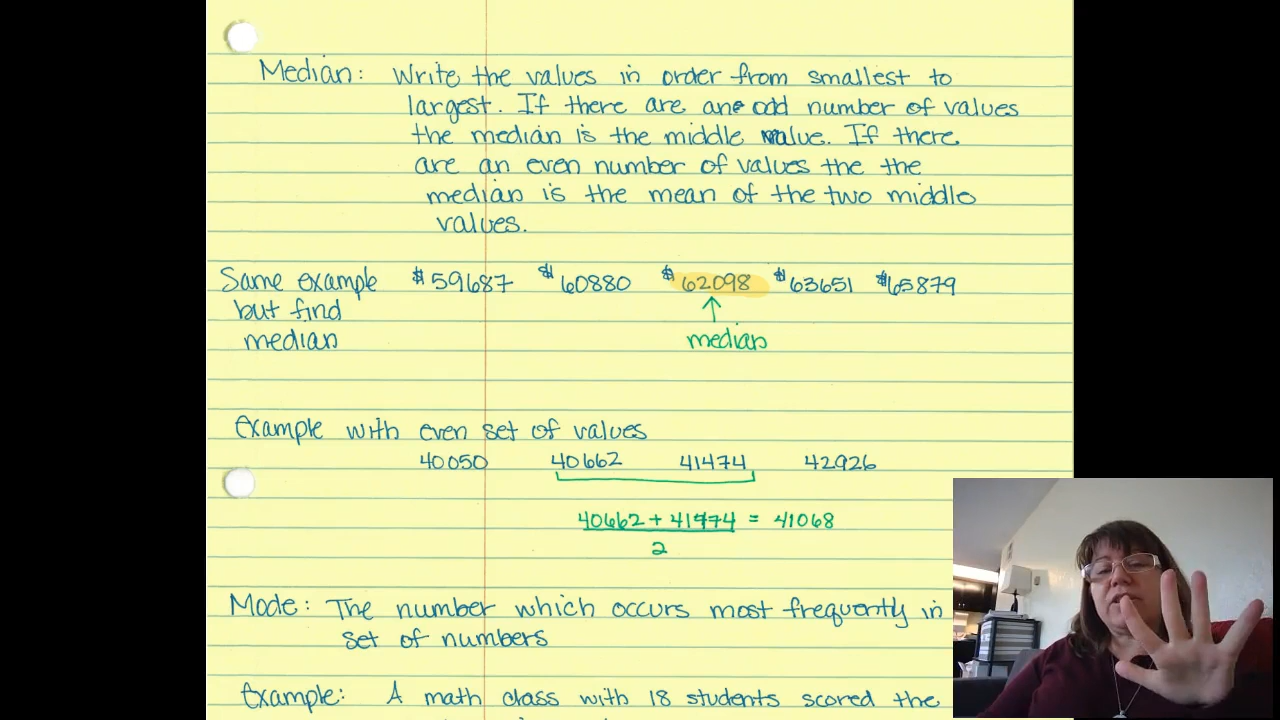 Median: Write the values in order from smallest to
largest. If there are an odd number of values
the median is the middle value. If there
are an even number of values the the
median is the mean of the two middle
values.
Same example $59687 $60880 $62098 $63651 $65879
but find
median median
Example with even set of values
40050 40662 41474 42926
40662 + 41474 = 41068
2
Mode: The number which occurs most frequently in
set of numbers
Example: A math class with 18 students scored the